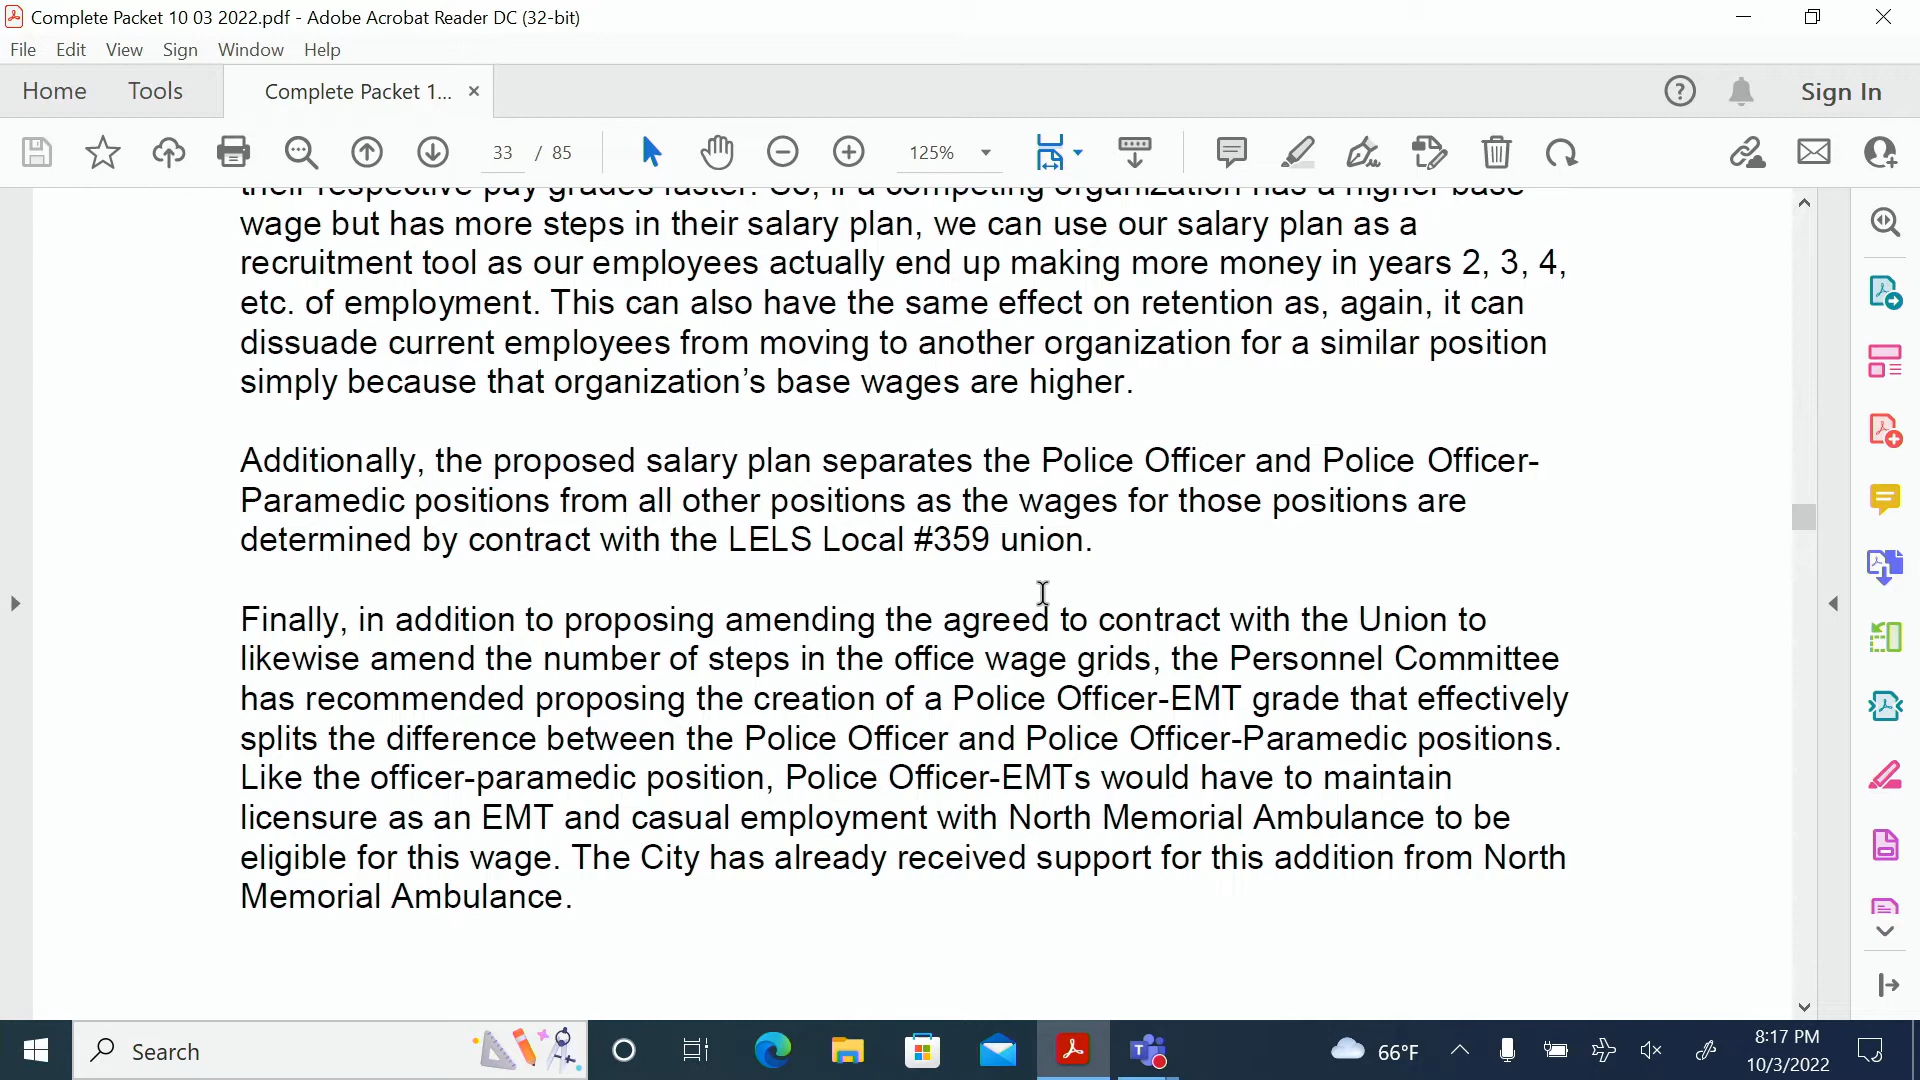 Complete Packet 10 03 2022.pdf - Adobe Acrobat Reader DC (32-bit)
File Edit View Sign Window Help
Home Tools Complete Packet 1... × Sign In
33 / 85 125%
their respective pay grades faster. So, if a competing organization has a higher base
wage but has more steps in their salary plan, we can use our salary plan as a
recruitment tool as our employees actually end up making more money in years 2, 3, 4,
etc. of employment. This can also have the same effect on retention as, again, it can
dissuade current employees from moving to another organization for a similar position
simply because that organization's base wages are higher.
Additionally, the proposed salary plan separates the Police Officer and Police Officer-
Paramedic positions from all other positions as the wages for those positions are
determined by contract with the LELS Local #359 union.
Finally, in addition to proposing amending the agreed to contract with the Union to
likewise amend the number of steps in the office wage grids, the Personnel Committee
has recommended proposing the creation of a Police Officer-EMT grade that effectively
splits the difference between the Police Officer and Police Officer-Paramedic positions.
Like the officer-paramedic position, Police Officer-EMTs would have to maintain
licensure as an EMT and casual employment with North Memorial Ambulance to be
eligible for this wage. The City has already received support for this addition from North
Memorial Ambulance.
Search 66°F 8:17 PM
10/3/2022